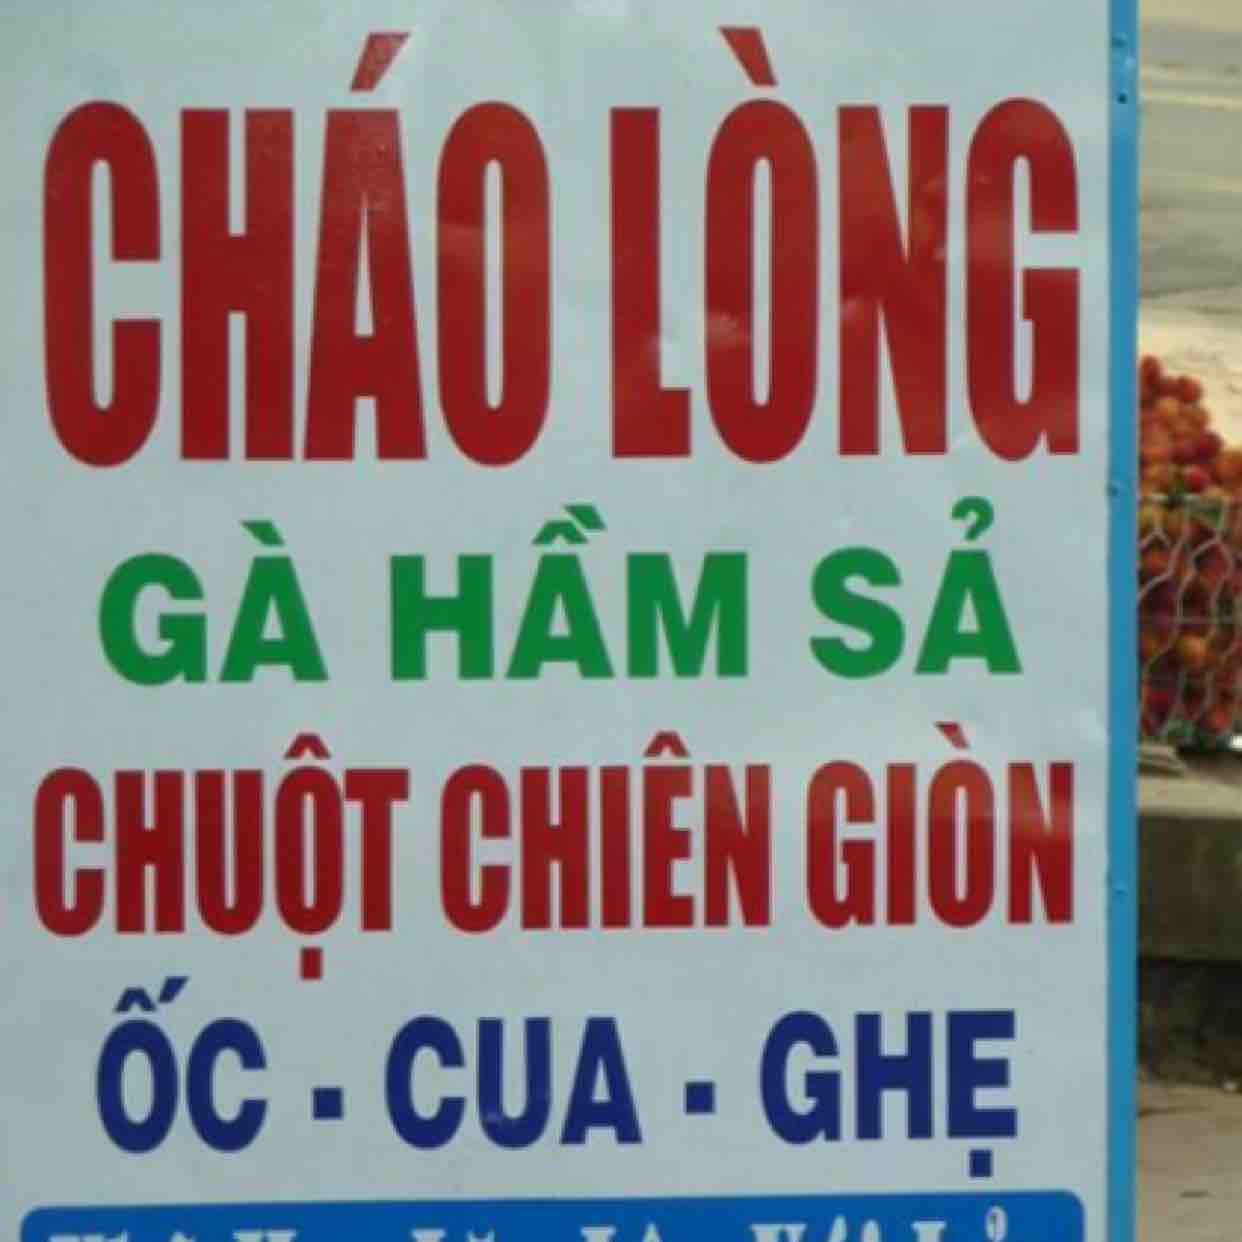 CHÁO LÒNG
GÀ HẦM SẢ
CHUỘT CHIÊN GIÒN
ỐC - CUA - GHẸ